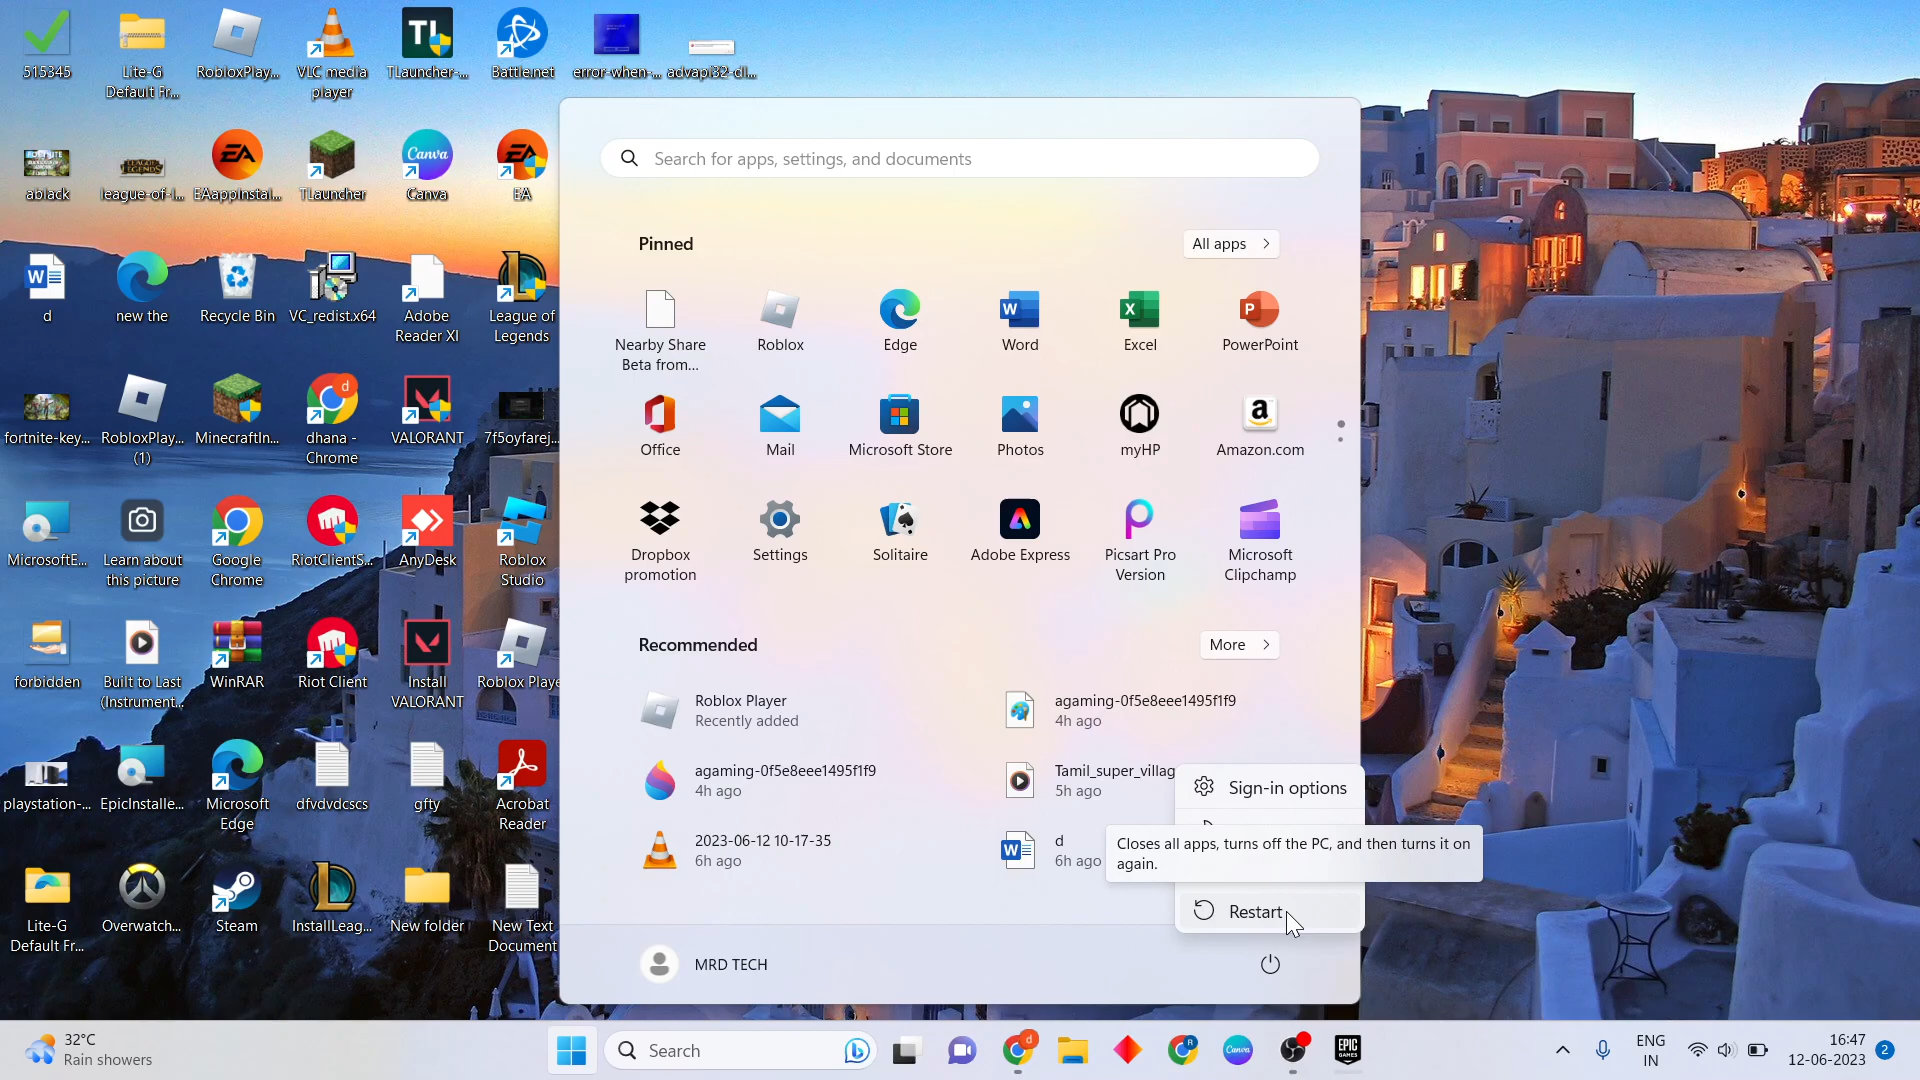 515345
Lite-G
Default Fr...
RobloxPlay...
VLC media
player
TLauncher-...
Battle.net
error-when-...
advapi32-dl...
ablack
league-of-l...
EAappInstal...
TLauncher
Canva
EA
d
new the
Recycle Bin
VC_redist.x64
Adobe
Reader XI
League of
Legends
fortnite-key...
RobloxPlay...
(1)
MinecraftIn...
dhana -
Chrome
VALORANT
7f5oyfarej...
MicrosoftE...
Learn about
this picture
Google
Chrome
RiotClientS...
AnyDesk
Roblox
Studio
forbidden
Built to Last
(Instrument...
WinRAR
Riot Client
Install
VALORANT
Roblox Playe
playstation-...
EpicInstalle...
Microsoft
Edge
dfvdvdcscs
gfty
Acrobat
Reader
Lite-G
Default Fr...
Overwatch...
Steam
InstallLeag...
New folder
New Text
Document
Search for apps, settings, and documents
Pinned
All apps
Nearby Share
Beta from...
Roblox
Edge
Word
Excel
PowerPoint
Office
Mail
Microsoft Store
Photos
myHP
Amazon.com
Dropbox
promotion
Settings
Solitaire
Adobe Express
Picsart Pro
Version
Microsoft
Clipchamp
Recommended
More
Roblox Player
Recently added
agaming-0f5e8eee1495f1f9
4h ago
agaming-0f5e8eee1495f1f9
4h ago
Tamil_super_villag
5h ago
2023-06-12 10-17-35
6h ago
d
6h ago
Sign-in options
Closes all apps, turns off the PC, and then turns it on
again.
Restart
MRD TECH
32°C
Rain showers
Search
EPIC
GAMES
ENG
IN
16:47
12-06-2023
2